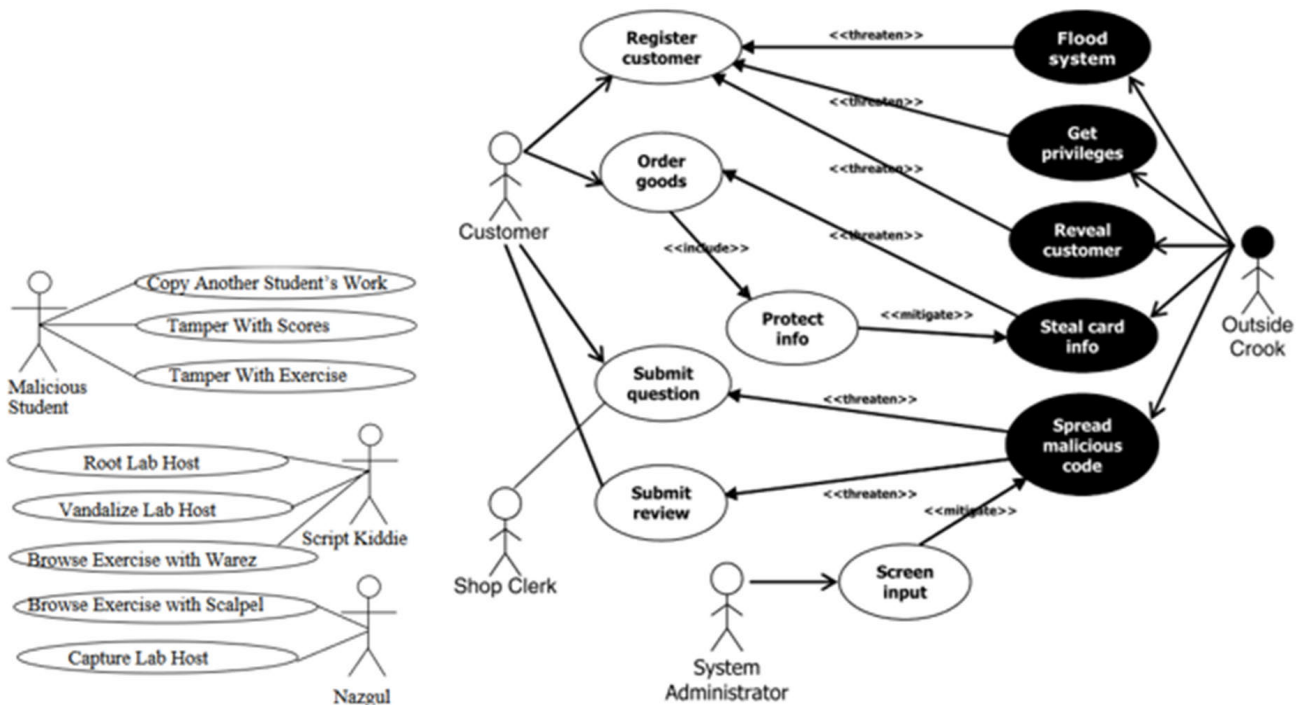 Copy Another Student's Work
Tamper With Scores
Tamper With Exercise
Malicious
Student
Root Lab Host
Vandalize Lab Host
Browse Exercise with Warez
Script Kiddie
Browse Exercise with Scalpel
Capture Lab Host
Nazgul
Register
customer
<<threaten>>
Flood
system
<<threaten>>
Get
privileges
Customer
Order
goods
<<threaten>>
Reveal
customer
<<include>>
<<threaten>>
Protect
info
<<mitigate>>
Steal card
info
Outside
Crook
Submit
question
<<threaten>>
Spread
malicious
code
Submit
review
<<threaten>>
<<mitigate>>
Shop Clerk
Screen
input
System
Administrator